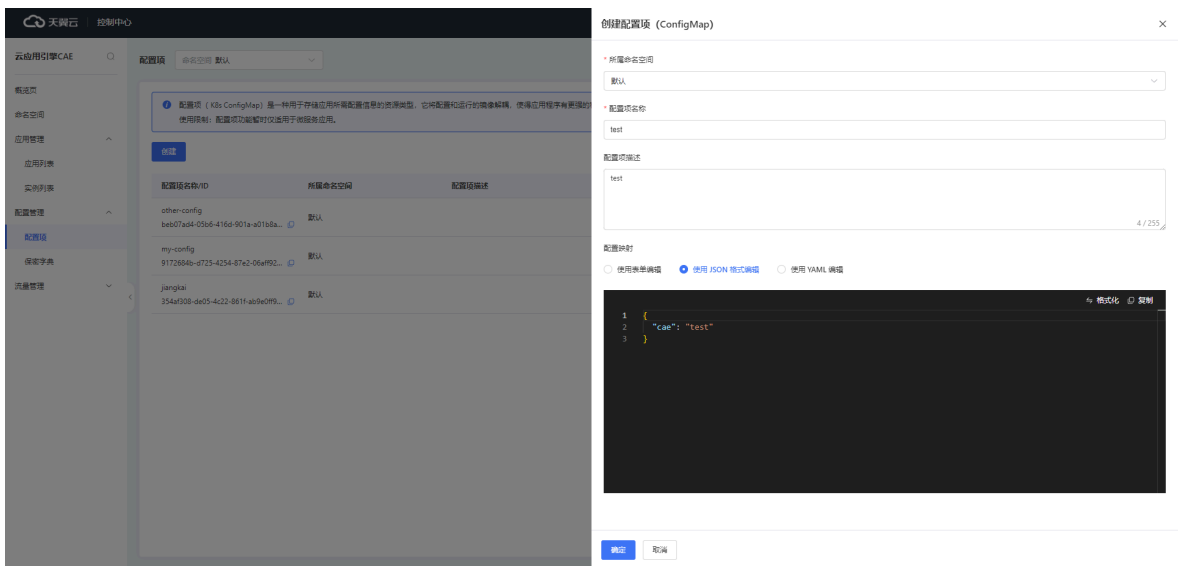 天翼云 控制中心
云应用引擎CAE
概览页
命名空间
应用管理
应用列表
实例列表
配置管理
配置项
保密字典
流量管理
配置项 命名空间 默认
配置项（K8s ConfigMap）是一种用于存储应用所需配置信息的资源类型，它将配置和运行的镜像解耦，使得应用程序有更强的
使用限制：配置项功能暂时仅适用于微服务应用。
创建
配置项名称/ID 所属命名空间 配置项描述
other-config
beb07ad4-05b6-416d-901a-a01b8a... 默认
my-config
9172684b-d725-4254-87e2-06aff92... 默认
jiangkai
354af308-de05-4c22-861f-ab9e0ff9... 默认
创建配置项（ConfigMap）
* 所属命名空间
默认
* 配置项名称
test
配置项描述
test
4 / 255
配置映射
使用表单编辑 使用 JSON 格式编辑 使用 YAML 编辑
格式化 复制
1 {
2 "cae": "test"
3 }
确定 取消